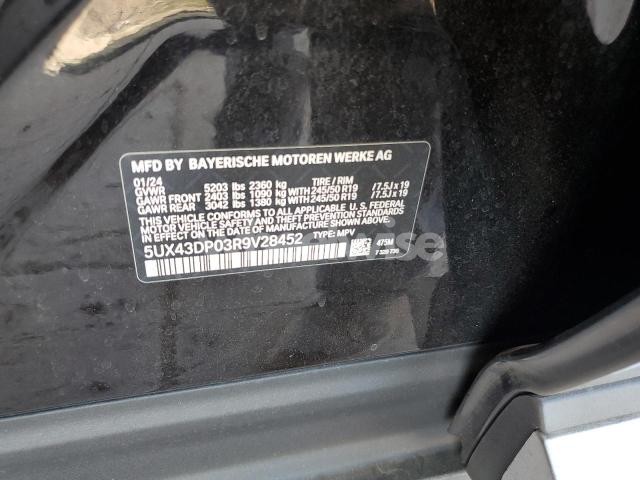 MFD BY BAYERISCHE MOTOREN WERKE AG
01/24 TIRE / RIM
GVWR 5203 lbs 2360 kg
GAWR FRONT 2403 lbs 1090 kg WITH 245/50 R19 /7.5J x 19
GAWR REAR 3042 lbs 1380 kg WITH 245/50 R19 /7.5J x 19
THIS VEHICLE CONFORMS TO ALL APPLICABLE U. S. FEDERAL
MOTOR VEHICLE SAFETY AND THEFT PREVENTION
STANDARDS IN EFFECT ON THE DATE OF
MANUFACTURE SHOWN ABOVE.
5UX43DP03R9V28452 TYPE: MPV 475M